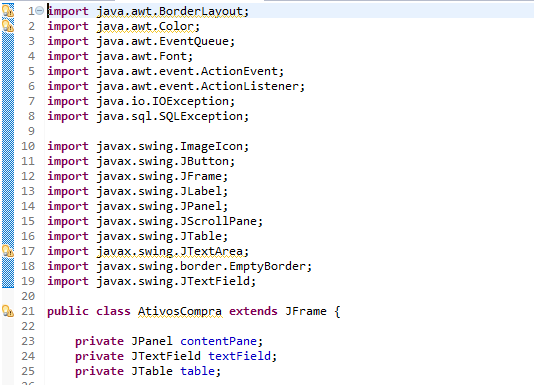 1 import java.awt.BorderLayout;
2 import java.awt.Color;
3 import java.awt.EventQueue;
4 import java.awt.Font;
5 import java.awt.event.ActionEvent;
6 import java.awt.event.ActionListener;
7 import java.io.IOException;
8 import java.sql.SQLException;
9
10 import javax.swing.ImageIcon;
11 import javax.swing.JButton;
12 import javax.swing.JFrame;
13 import javax.swing.JLabel;
14 import javax.swing.JPanel;
15 import javax.swing.JScrollPane;
16 import javax.swing.JTable;
17 import javax.swing.JTextArea;
18 import javax.swing.border.EmptyBorder;
19 import javax.swing.JTextField;
20
21 public class AtivosCompra extends JFrame {
22
23 private JPanel contentPane;
24 private JTextField textField;
25 private JTable table;
26